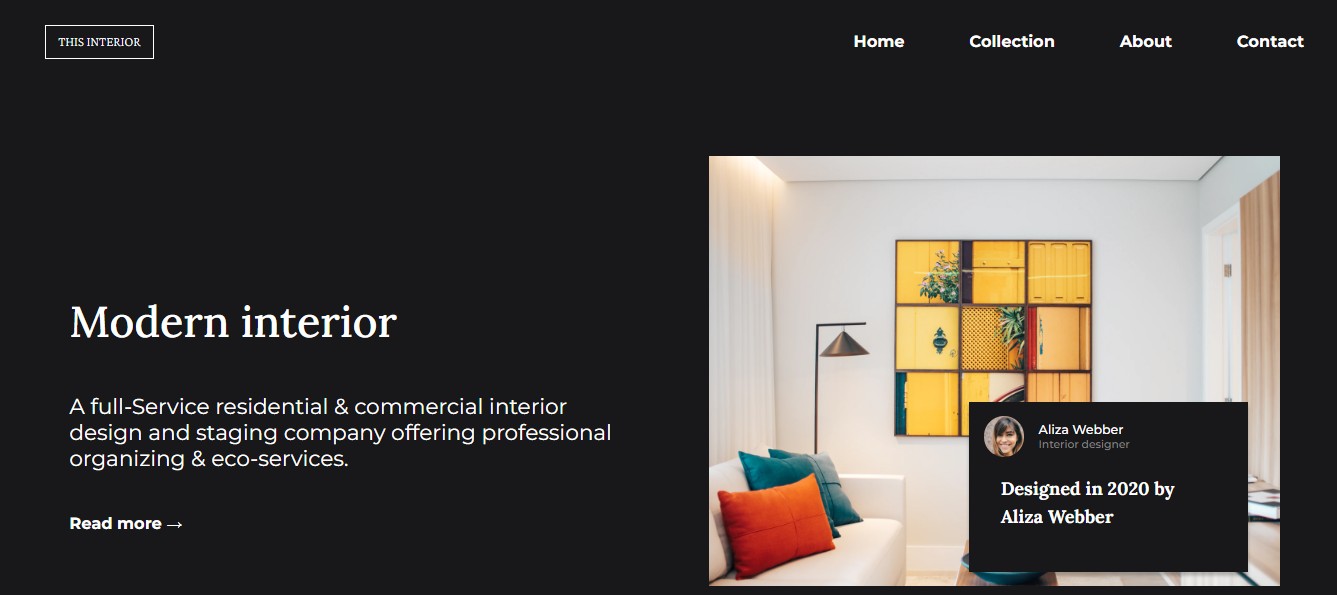 THIS INTERIOR
Home
Collection
About
Contact
Modern interior
A full-Service residential & commercial interior
design and staging company offering professional
organizing & eco-services.
Read more →
Aliza Webber
Interior designer
Designed in 2020 by
Aliza Webber